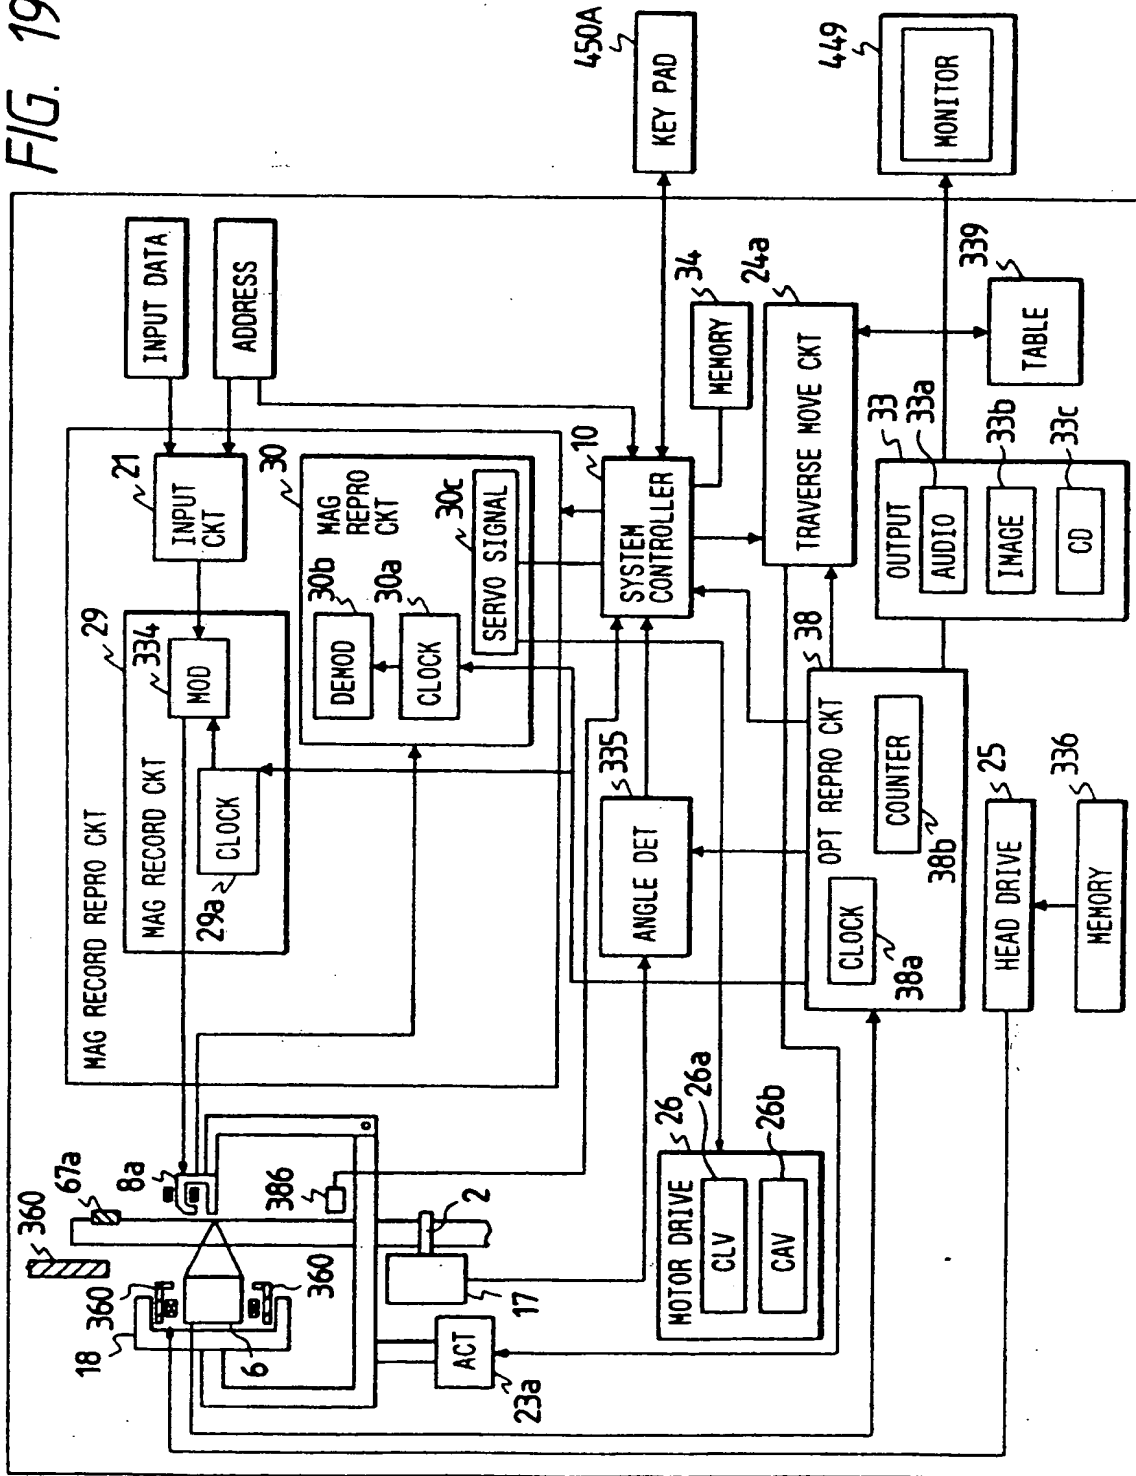 FIG. 19
INPUT DATA
ADDRESS
450A
KEY PAD
449
MONITOR
MAG RECORD REPRO CKT
21
INPUT
CKT
29
334
MOD
MAG RECORD CKT
CLOCK
29a
30
MAG
REPRO
CKT
30b
DEMOD
30a
CLOCK
30c
SERVO SIGNAL
10
SYSTEM
CONTROLLER
34
MEMORY
24a
TRAVERSE MOVE CKT
339
TABLE
33
OUTPUT
33a
AUDIO
33b
IMAGE
33c
CD
335
ANGLE DET
38
OPT REPRO CKT
CLOCK
38a
COUNTER
38b
25
HEAD DRIVE
336
MEMORY
360
67a
8a
386
360
360
18
6
2
17
ACT
23a
26
MOTOR DRIVE
26a
CLV
26b
CAV